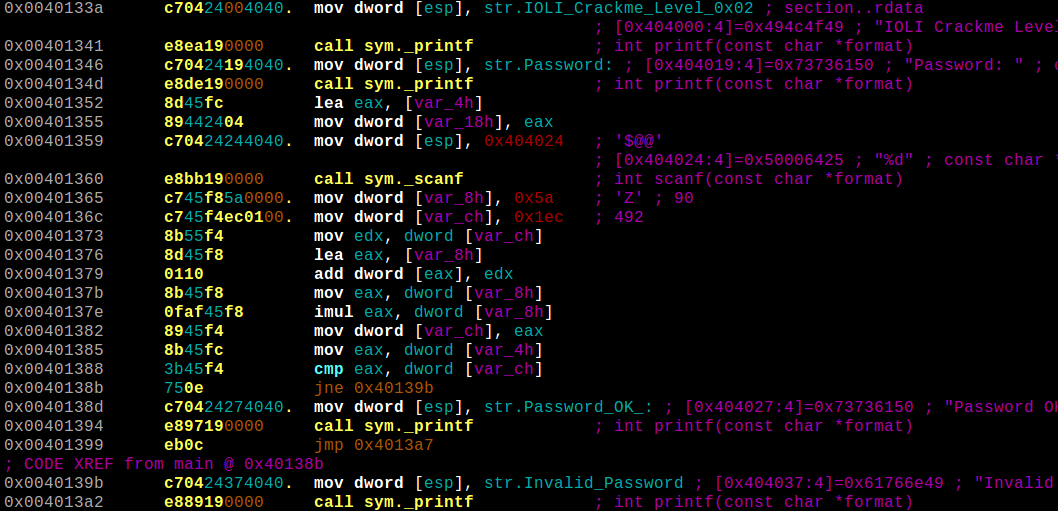 0x0040133a c70424004040. mov dword [esp], str.IOLI_Crackme_Level_0x02 ; section..rdata
; [0x404000:4]=0x494c4f49 ; "IOLI Crackme Leve
0x00401341 e8ea190000 call sym._printf ; int printf(const char *format)
0x00401346 c70424194040. mov dword [esp], str.Password: ; [0x404019:4]=0x73736150 ; "Password: " ; c
0x0040134d e8de190000 call sym._printf ; int printf(const char *format)
0x00401352 8d45fc lea eax, [var_4h]
0x00401355 89442404 mov dword [var_18h], eax
0x00401359 c70424244040. mov dword [esp], 0x404024 ; '$@@'
; [0x404024:4]=0x50006425 ; "%d" ; const char
0x00401360 e8bb190000 call sym._scanf ; int scanf(const char *format)
0x00401365 c745f85a0000. mov dword [var_8h], 0x5a ; 'Z' ; 90
0x0040136c c745f4ec0100. mov dword [var_ch], 0x1ec ; 492
0x00401373 8b55f4 mov edx, dword [var_ch]
0x00401376 8d45f8 lea eax, [var_8h]
0x00401379 0110 add dword [eax], edx
0x0040137b 8b45f8 mov eax, dword [var_8h]
0x0040137e 0faf45f8 imul eax, dword [var_8h]
0x00401382 8945f4 mov dword [var_ch], eax
0x00401385 8b45fc mov eax, dword [var_4h]
0x00401388 3b45f4 cmp eax, dword [var_ch]
0x0040138b 750e jne 0x40139b
0x0040138d c70424274040. mov dword [esp], str.Password_OK_: ; [0x404027:4]=0x73736150 ; "Password OK
0x00401394 e897190000 call sym._printf ; int printf(const char *format)
0x00401399 eb0c jmp 0x4013a7
; CODE XREF from main @ 0x40138b
0x0040139b c70424374040. mov dword [esp], str.Invalid_Password ; [0x404037:4]=0x61766e49 ; "Invalid
0x004013a2 e889190000 call sym._printf ; int printf(const char *format)